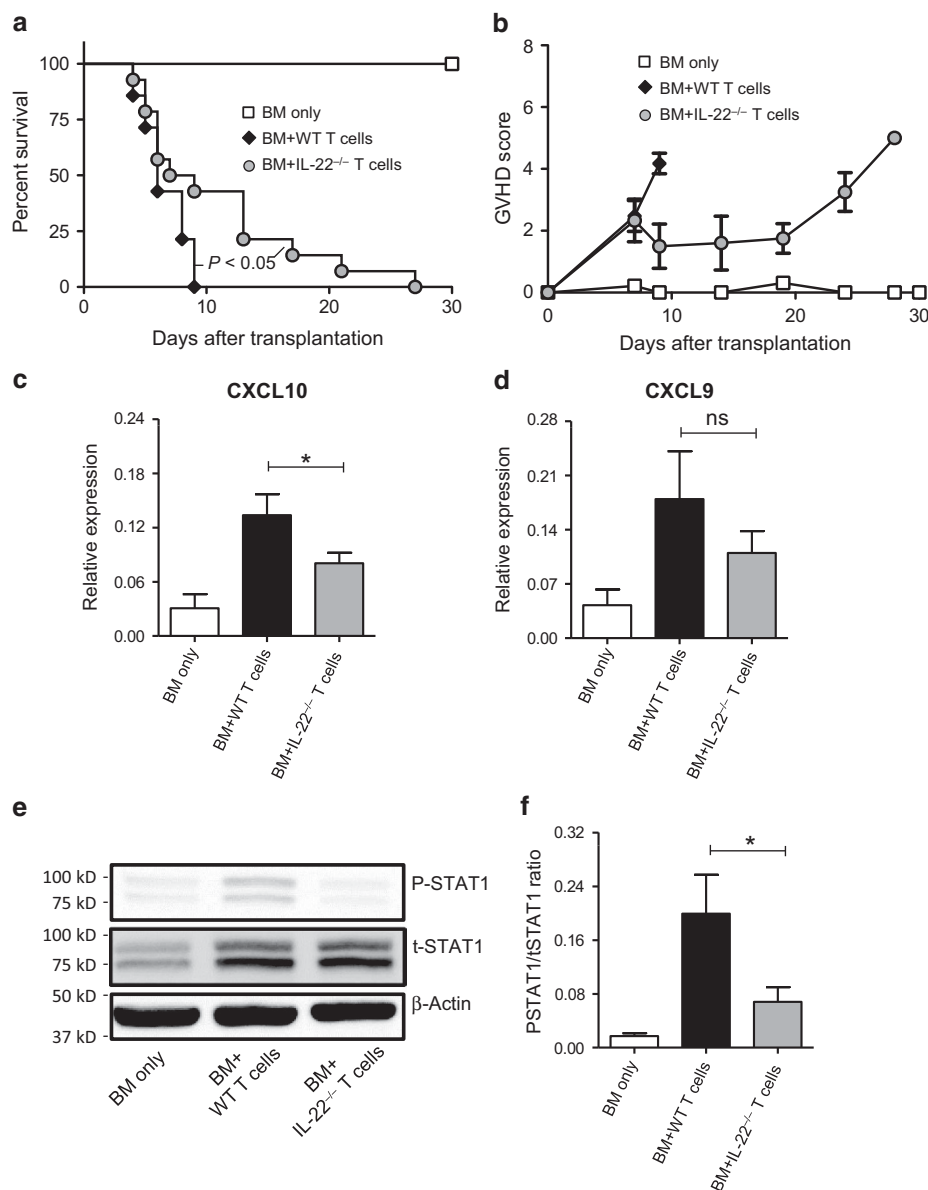 a
100
75
50
25
0
Percent survival
BM only
BM+WT T cells
BM+IL-22–/– T cells
P < 0.05
0 10 20 30
Days after transplantation
b
8
6
4
2
0
GVHD score
BM only
BM+WT T cells
BM+IL-22–/– T cells
0 10 20 30
Days after transplantation
c
CXCL10
0.24
0.18
0.12
0.06
0.00
Relative expression
*
BM only
BM+WT T cells
BM+IL-22–/– T cells
d
CXCL9
0.28
0.21
0.14
0.07
0.00
Relative expression
ns
BM only
BM+WT T cells
BM+IL-22–/– T cells
e
100 kD
75 kD
P-STAT1
100 kD
75 kD
t-STAT1
50 kD
37 kD
β-Actin
BM only
BM+
WT T cells
BM+
IL-22–/– T cells
f
0.32
0.24
0.16
0.08
0.00
PSTAT1/tSTAT1 ratio
*
BM only
BM+WT T cells
BM+IL-22–/– T cells